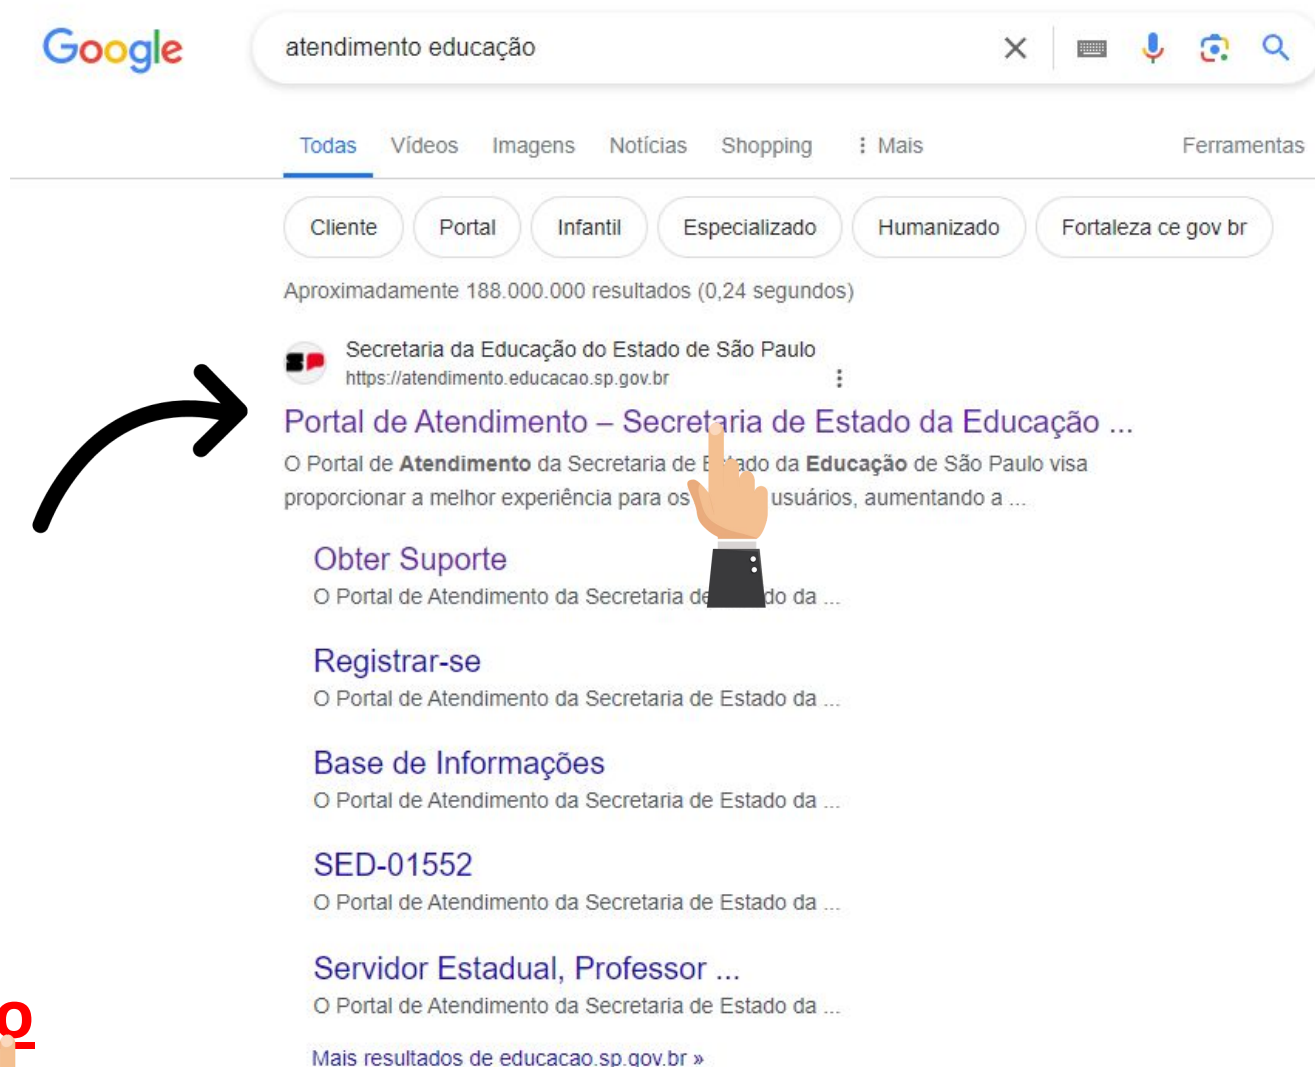 Google
atendimento educação
Todas Vídeos Imagens Notícias Shopping Mais Ferramentas
Cliente Portal Infantil Especializado Humanizado Fortaleza ce gov br
Aproximadamente 188.000.000 resultados (0,24 segundos)
Secretaria da Educação do Estado de São Paulo
https://atendimento.educacao.sp.gov.br
Portal de Atendimento – Secretaria de Estado da Educação ...
O Portal de Atendimento da Secretaria de Estado da Educação de São Paulo visa
proporcionar a melhor experiência para os usuários, aumentando a ...
Obter Suporte
O Portal de Atendimento da Secretaria de do da ...
Registrar-se
O Portal de Atendimento da Secretaria de Estado da ...
Base de Informações
O Portal de Atendimento da Secretaria de Estado da ...
SED-01552
O Portal de Atendimento da Secretaria de Estado da ...
Servidor Estadual, Professor ...
O Portal de Atendimento da Secretaria de Estado da ...
o
Mais resultados de educacao.sp.gov.br »